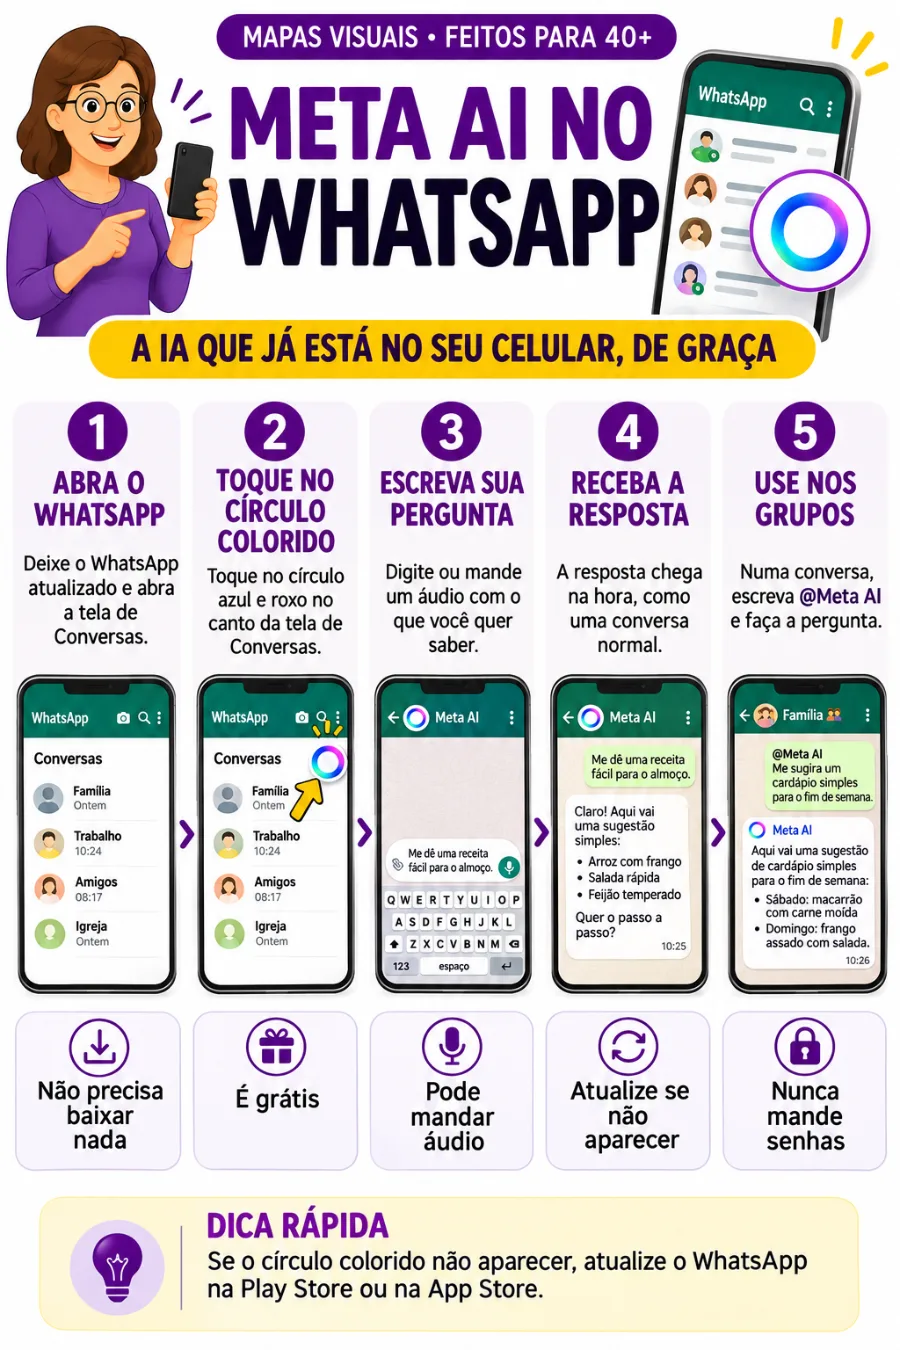 MAPAS VISUAIS • FEITOS PARA 40+
META AI NO
WHATSAPP
WhatsApp
A IA QUE JÁ ESTÁ NO SEU CELULAR, DE GRAÇA
1
ABRA O
WHATSAPP
Deixe o WhatsApp
atualizado e abra
a tela de
Conversas.
WhatsApp
Conversas
Família
Ontem
Trabalho
10:24
Amigos
08:17
Igreja
Ontem
2
TOQUE NO
CÍRCULO
COLORIDO
Toque no círculo
azul e roxo no
canto da tela de
Conversas.
WhatsApp
Conversas
Família
Ontem
Trabalho
10:24
Amigos
08:17
Igreja
Ontem
3
ESCREVA SUA
PERGUNTA
Digite ou mande
um áudio com o
que você quer
saber.
Meta AI
Me dê uma receita
fácil para o almoço.
Q W E R T Y U I O P
A S D F G H J K L
Z X C V B N M
123 espaço
4
RECEBA A
RESPOSTA
A resposta chega
na hora, como
uma conversa
normal.
Meta AI
Me dê uma receita
fácil para o almoço.
Claro! Aqui vai
uma sugestão
simples:
• Arroz com frango
• Salada rápida
• Feijão temperado
Quer o passo a
passo?
10:25
5
USE NOS
GRUPOS
Numa conversa,
escreva @Meta AI
e faça a pergunta.
Família
@Meta AI
Me sugira um
cardápio simples
para o fim de semana.
Meta AI
Aqui vai uma sugestão
de cardápio simples
para o fim de semana:
• Sábado: macarrão
com carne moída
• Domingo: frango
assado com salada.
10:26
Não precisa
baixar
nada
É grátis
Pode
mandar
áudio
Atualize se
não
aparecer
Nunca
mande
senhas
DICA RÁPIDA
Se o círculo colorido não aparecer, atualize o WhatsApp
na Play Store ou na App Store.